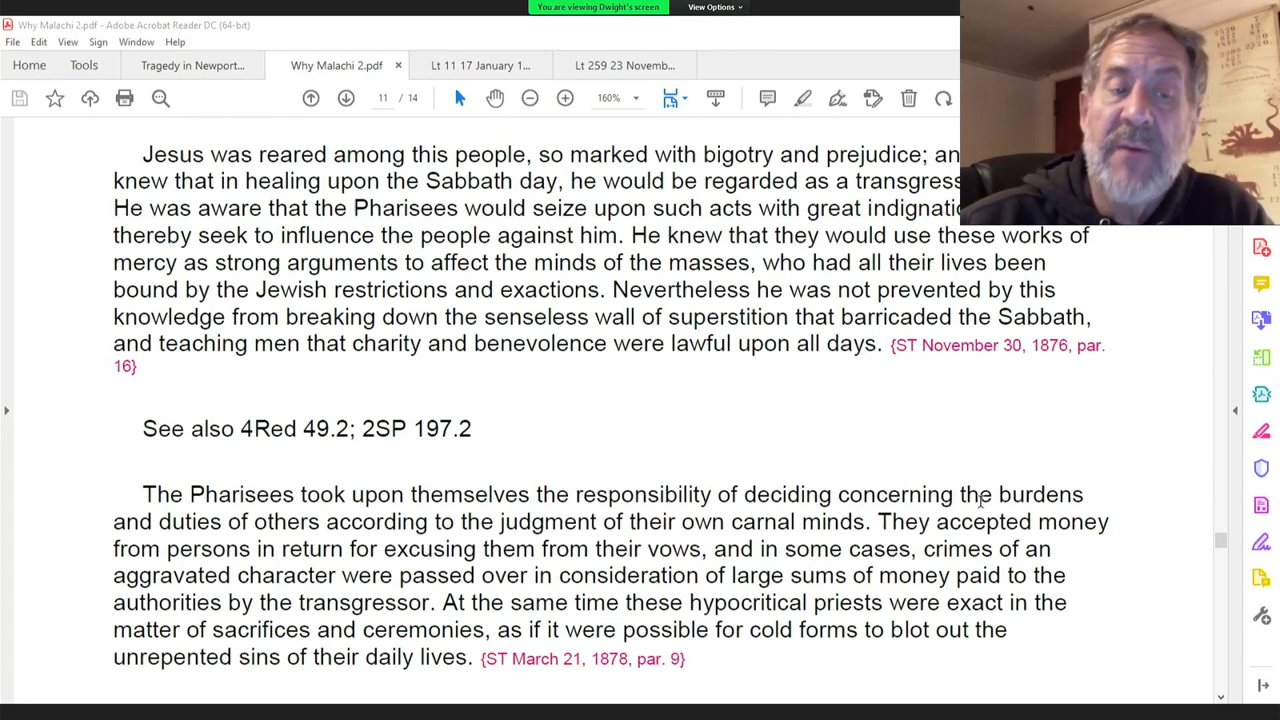 You are viewing Dwight's screen View Options
Why Malachi 2.pdf - Adobe Acrobat Reader DC (64-bit)
File Edit View Sign Window Help
Home Tools Tragedy in Newport... Why Malachi 2.pdf × Lt 11 17 January 1... Lt 259 23 Novemb...
11 / 14 160%
Jesus was reared among this people, so marked with bigotry and prejudice; an
knew that in healing upon the Sabbath day, he would be regarded as a transgress
He was aware that the Pharisees would seize upon such acts with great indignatio
thereby seek to influence the people against him. He knew that they would use these works of
mercy as strong arguments to affect the minds of the masses, who had all their lives been
bound by the Jewish restrictions and exactions. Nevertheless he was not prevented by this
knowledge from breaking down the senseless wall of superstition that barricaded the Sabbath,
and teaching men that charity and benevolence were lawful upon all days. {ST November 30, 1876, par.
16}
See also 4Red 49.2; 2SP 197.2
The Pharisees took upon themselves the responsibility of deciding concerning the burdens
and duties of others according to the judgment of their own carnal minds. They accepted money
from persons in return for excusing them from their vows, and in some cases, crimes of an
aggravated character were passed over in consideration of large sums of money paid to the
authorities by the transgressor. At the same time these hypocritical priests were exact in the
matter of sacrifices and ceremonies, as if it were possible for cold forms to blot out the
unrepented sins of their daily lives. {ST March 21, 1878, par. 9}